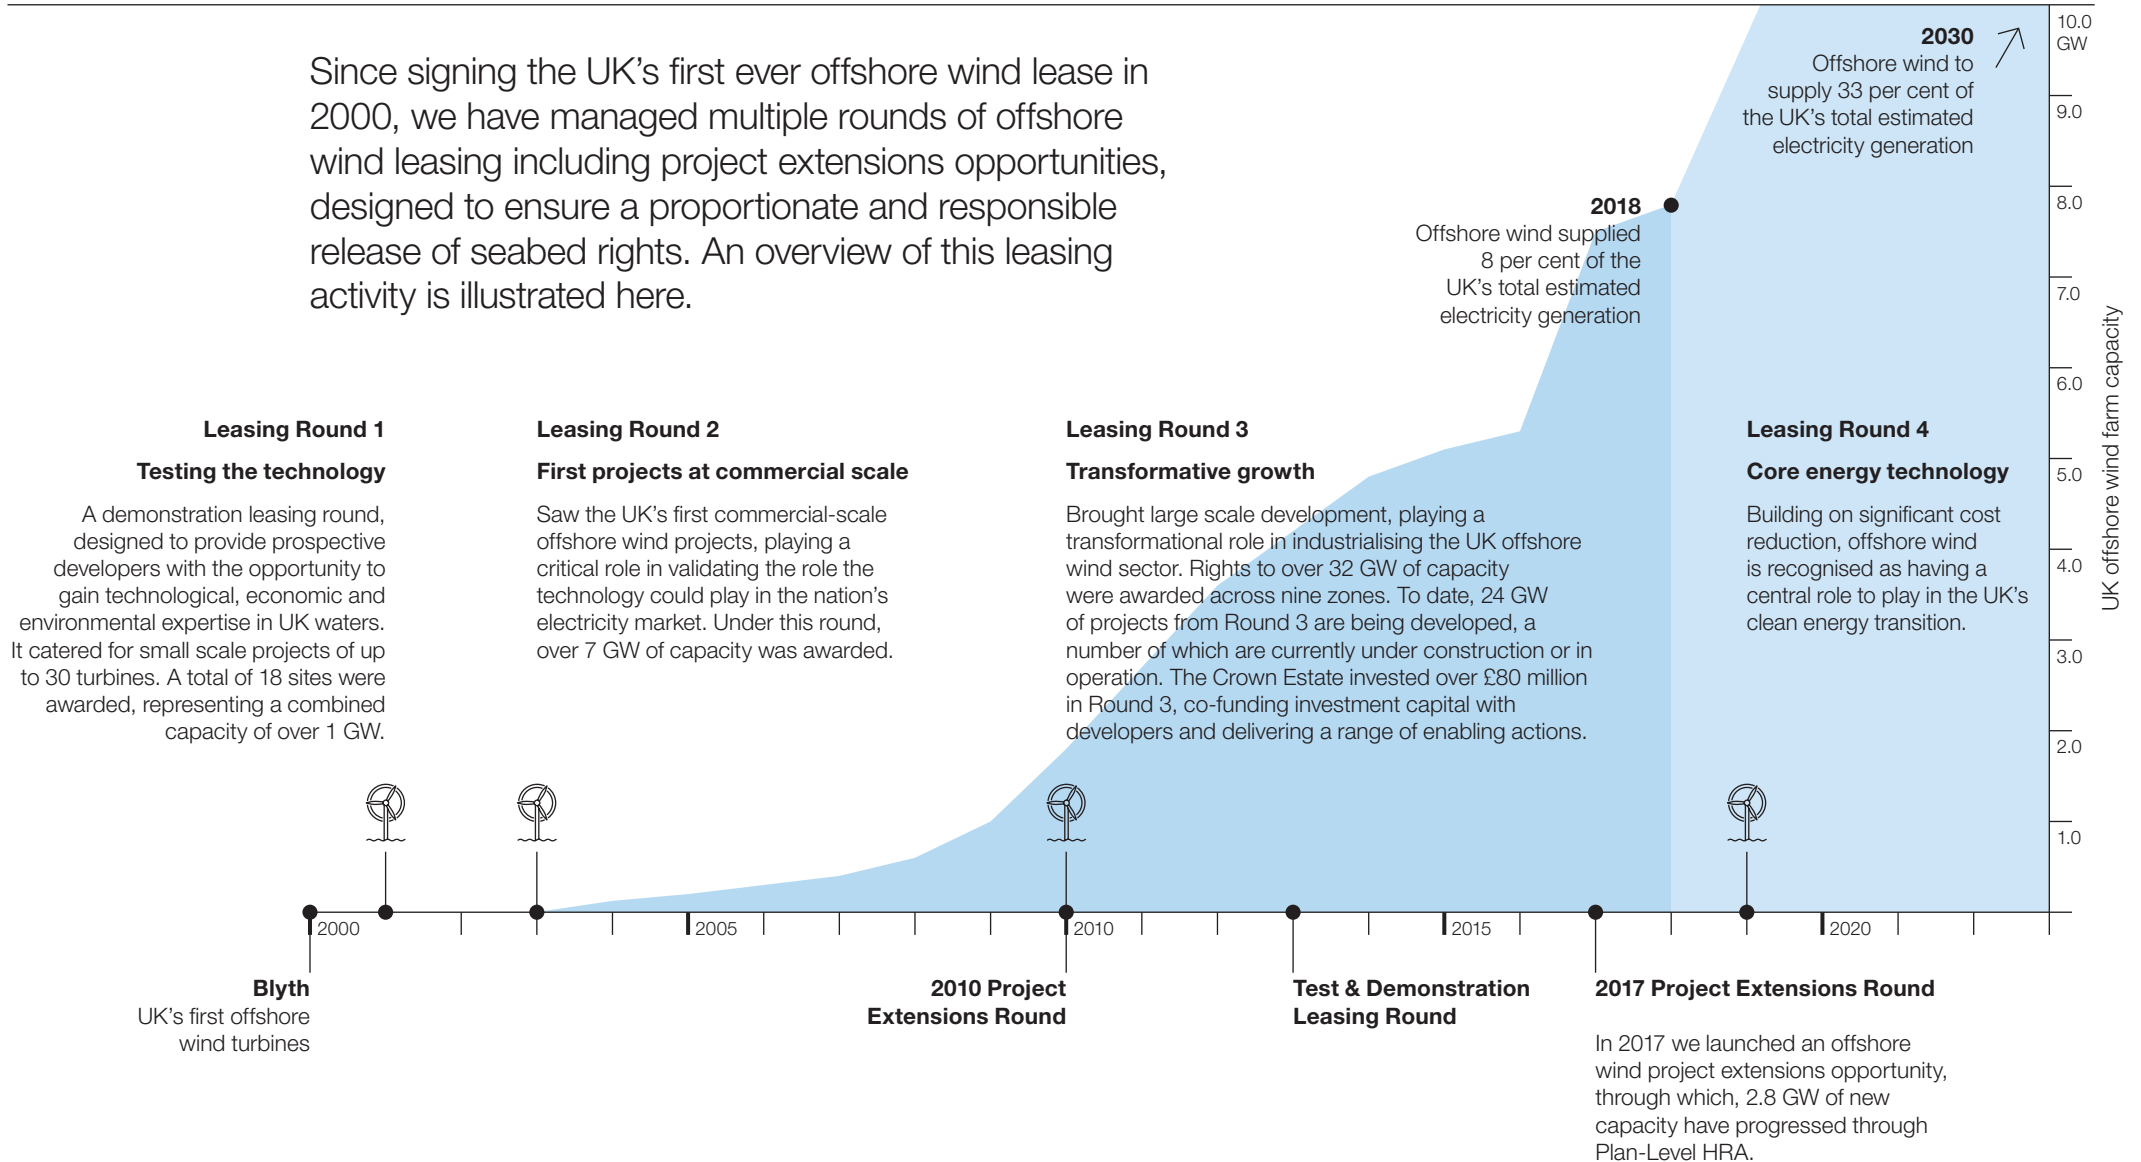 Since signing the UK's first ever offshore wind lease in
2000, we have managed multiple rounds of offshore
wind leasing including project extensions opportunities,
designed to ensure a proportionate and responsible
release of seabed rights. An overview of this leasing
activity is illustrated here.
2030
Offshore wind to
supply 33 per cent of
the UK's total estimated
electricity generation
2018
Offshore wind supplied
8 per cent of the
UK's total estimated
electricity generation
10.0
GW
9.0
8.0
7.0
6.0
5.0
4.0
3.0
2.0
1.0
UK offshore wind farm capacity
Leasing Round 1
Testing the technology
A demonstration leasing round,
designed to provide prospective
developers with the opportunity to
gain technological, economic and
environmental expertise in UK waters.
It catered for small scale projects of up
to 30 turbines. A total of 18 sites were
awarded, representing a combined
capacity of over 1 GW.
Leasing Round 2
First projects at commercial scale
Saw the UK's first commercial-scale
offshore wind projects, playing a
critical role in validating the role the
technology could play in the nation's
electricity market. Under this round,
over 7 GW of capacity was awarded.
Leasing Round 3
Transformative growth
Brought large scale development, playing a
transformational role in industrialising the UK offshore
wind sector. Rights to over 32 GW of capacity
were awarded across nine zones. To date, 24 GW
of projects from Round 3 are being developed, a
number of which are currently under construction or in
operation. The Crown Estate invested over £80 million
in Round 3, co-funding investment capital with
developers and delivering a range of enabling actions.
Leasing Round 4
Core energy technology
Building on significant cost
reduction, offshore wind
is recognised as having a
central role to play in the UK's
clean energy transition.
2000
2005
2010
2015
2020
Blyth
UK's first offshore
wind turbines
2010 Project
Extensions Round
Test & Demonstration
Leasing Round
2017 Project Extensions Round
In 2017 we launched an offshore
wind project extensions opportunity,
through which, 2.8 GW of new
capacity have progressed through
Plan-Level HRA.